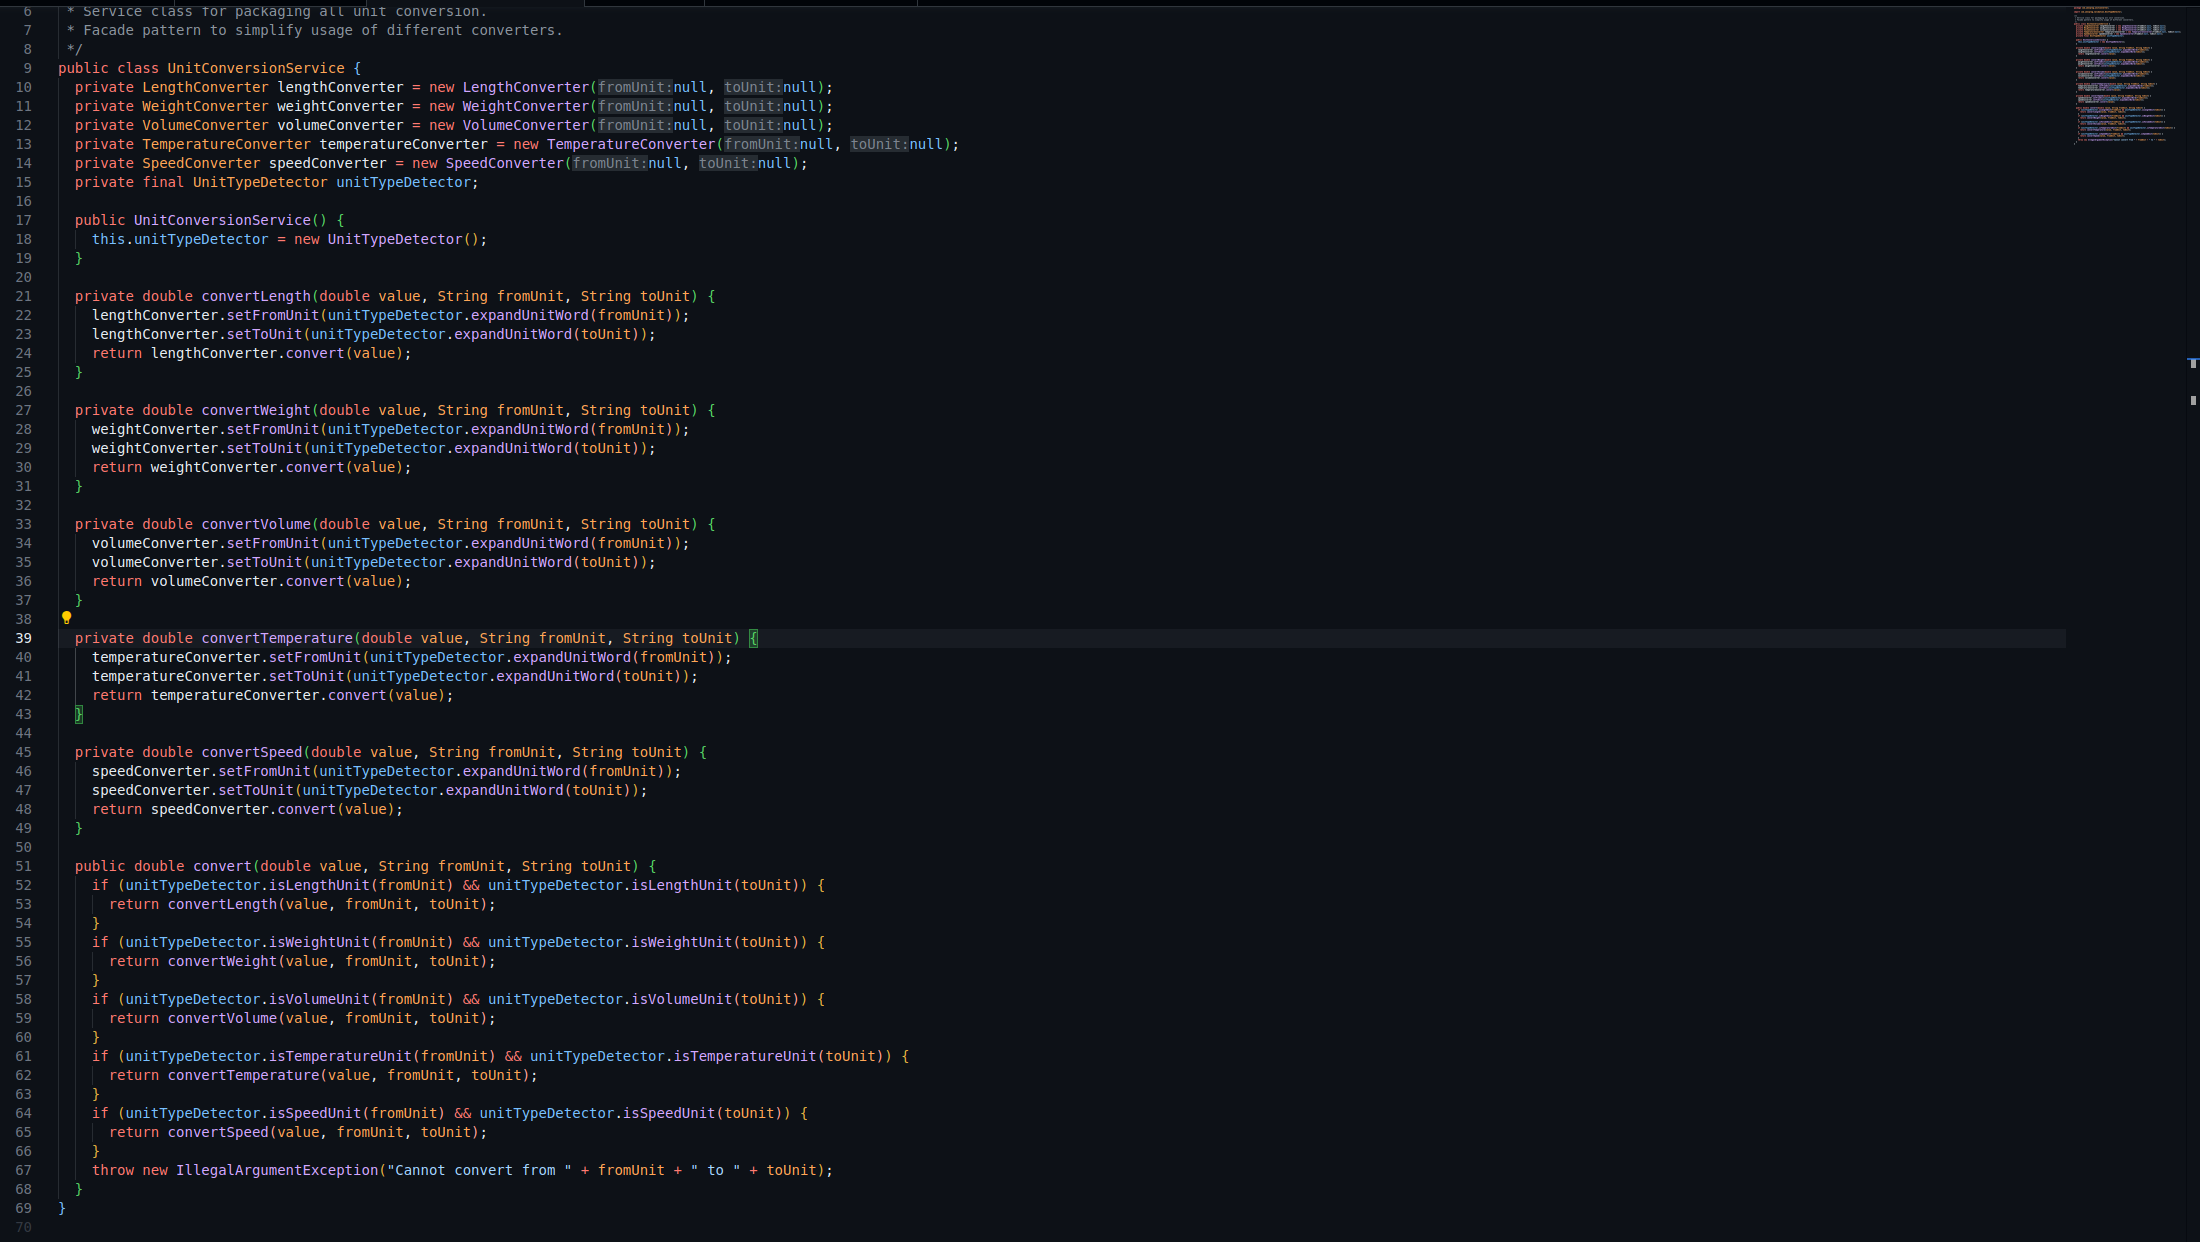 6 * Service class for packaging all unit conversion.
7 * Facade pattern to simplify usage of different converters.
8 */
9 public class UnitConversionService {
10 private LengthConverter lengthConverter = new LengthConverter(fromUnit:null, toUnit:null);
11 private WeightConverter weightConverter = new WeightConverter(fromUnit:null, toUnit:null);
12 private VolumeConverter volumeConverter = new VolumeConverter(fromUnit:null, toUnit:null);
13 private TemperatureConverter temperatureConverter = new TemperatureConverter(fromUnit:null, toUnit:null);
14 private SpeedConverter speedConverter = new SpeedConverter(fromUnit:null, toUnit:null);
15 private final UnitTypeDetector unitTypeDetector;
16
17 public UnitConversionService() {
18 this.unitTypeDetector = new UnitTypeDetector();
19 }
20
21 private double convertLength(double value, String fromUnit, String toUnit) {
22 lengthConverter.setFromUnit(unitTypeDetector.expandUnitWord(fromUnit));
23 lengthConverter.setToUnit(unitTypeDetector.expandUnitWord(toUnit));
24 return lengthConverter.convert(value);
25 }
26
27 private double convertWeight(double value, String fromUnit, String toUnit) {
28 weightConverter.setFromUnit(unitTypeDetector.expandUnitWord(fromUnit));
29 weightConverter.setToUnit(unitTypeDetector.expandUnitWord(toUnit));
30 return weightConverter.convert(value);
31 }
32
33 private double convertVolume(double value, String fromUnit, String toUnit) {
34 volumeConverter.setFromUnit(unitTypeDetector.expandUnitWord(fromUnit));
35 volumeConverter.setToUnit(unitTypeDetector.expandUnitWord(toUnit));
36 return volumeConverter.convert(value);
37 }
38
39 private double convertTemperature(double value, String fromUnit, String toUnit) {
40 temperatureConverter.setFromUnit(unitTypeDetector.expandUnitWord(fromUnit));
41 temperatureConverter.setToUnit(unitTypeDetector.expandUnitWord(toUnit));
42 return temperatureConverter.convert(value);
43 }
44
45 private double convertSpeed(double value, String fromUnit, String toUnit) {
46 speedConverter.setFromUnit(unitTypeDetector.expandUnitWord(fromUnit));
47 speedConverter.setToUnit(unitTypeDetector.expandUnitWord(toUnit));
48 return speedConverter.convert(value);
49 }
50
51 public double convert(double value, String fromUnit, String toUnit) {
52 if (unitTypeDetector.isLengthUnit(fromUnit) && unitTypeDetector.isLengthUnit(toUnit)) {
53 return convertLength(value, fromUnit, toUnit);
54 }
55 if (unitTypeDetector.isWeightUnit(fromUnit) && unitTypeDetector.isWeightUnit(toUnit)) {
56 return convertWeight(value, fromUnit, toUnit);
57 }
58 if (unitTypeDetector.isVolumeUnit(fromUnit) && unitTypeDetector.isVolumeUnit(toUnit)) {
59 return convertVolume(value, fromUnit, toUnit);
60 }
61 if (unitTypeDetector.isTemperatureUnit(fromUnit) && unitTypeDetector.isTemperatureUnit(toUnit)) {
62 return convertTemperature(value, fromUnit, toUnit);
63 }
64 if (unitTypeDetector.isSpeedUnit(fromUnit) && unitTypeDetector.isSpeedUnit(toUnit)) {
65 return convertSpeed(value, fromUnit, toUnit);
66 }
67 throw new IllegalArgumentException("Cannot convert from " + fromUnit + " to " + toUnit);
68 }
69 }
70